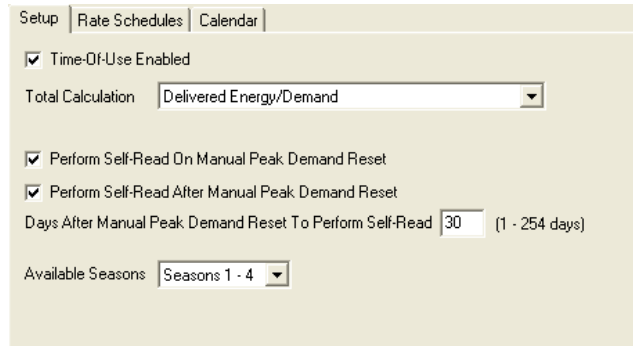 Setup Rate Schedules Calendar
Time-Of-Use Enabled
Total Calculation Delivered Energy/Demand
Perform Self-Read On Manual Peak Demand Reset
Perform Self-Read After Manual Peak Demand Reset
Days After Manual Peak Demand Reset To Perform Self-Read 30 (1 - 254 days)
Available Seasons Seasons 1 - 4